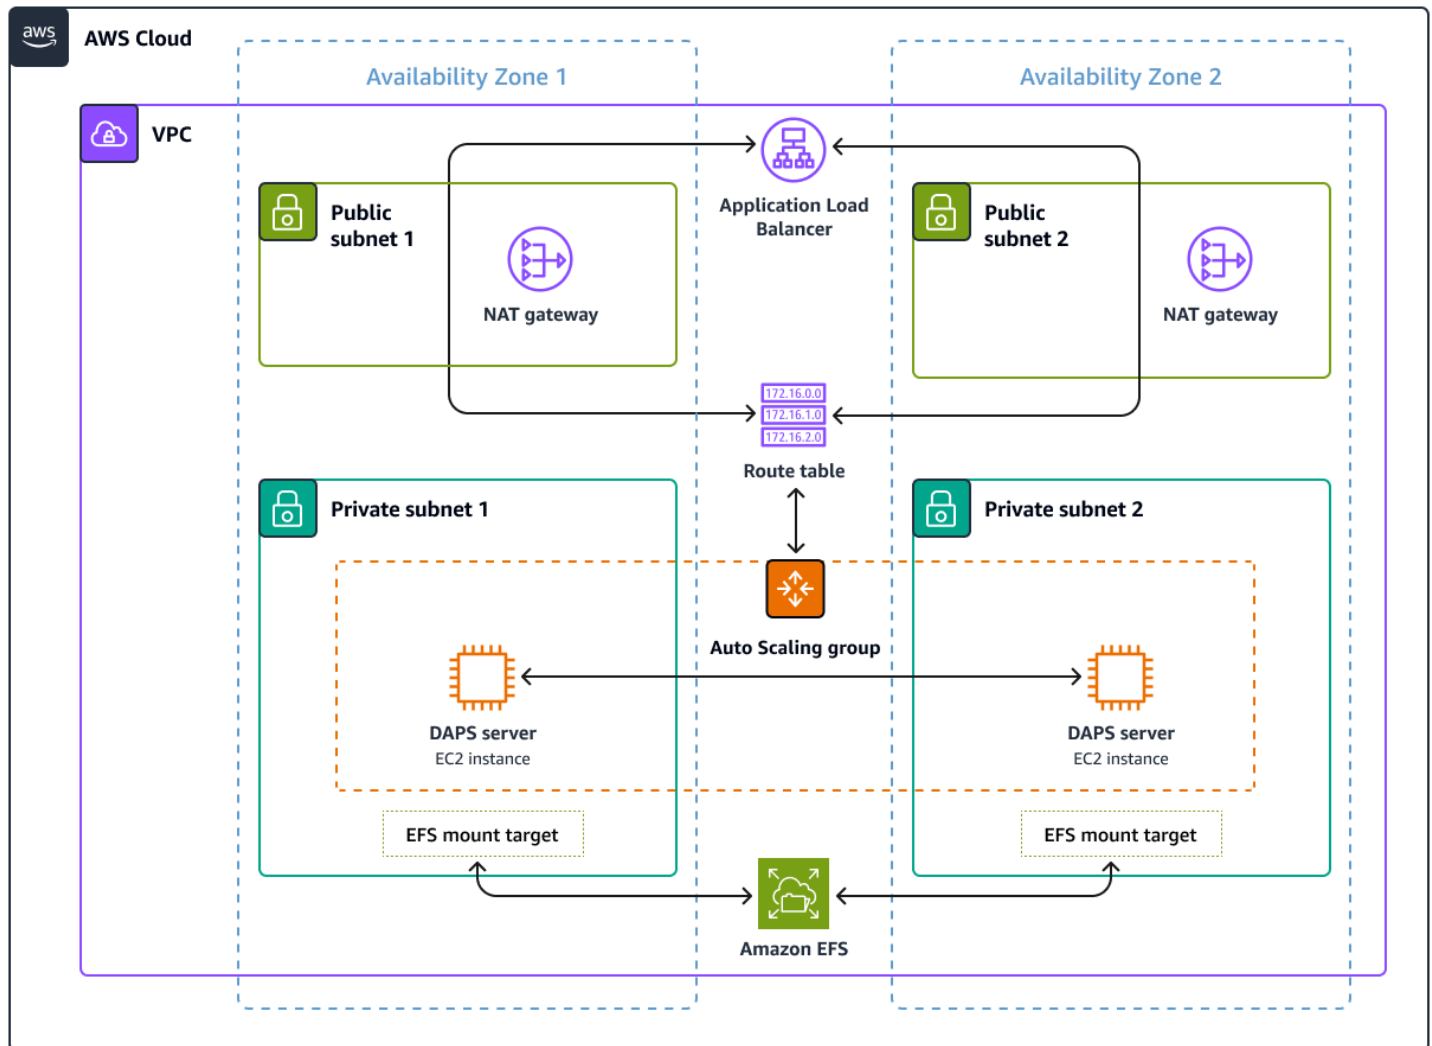 aws
AWS Cloud
Availability Zone 1
Availability Zone 2
VPC
Application Load
Balancer
Public
subnet 1
NAT gateway
Public
subnet 2
NAT gateway
172.16.0.0
172.16.1.0
172.16.2.0
Route table
Private subnet 1
Private subnet 2
Auto Scaling group
DAPS server
EC2 instance
DAPS server
EC2 instance
EFS mount target
EFS mount target
Amazon EFS